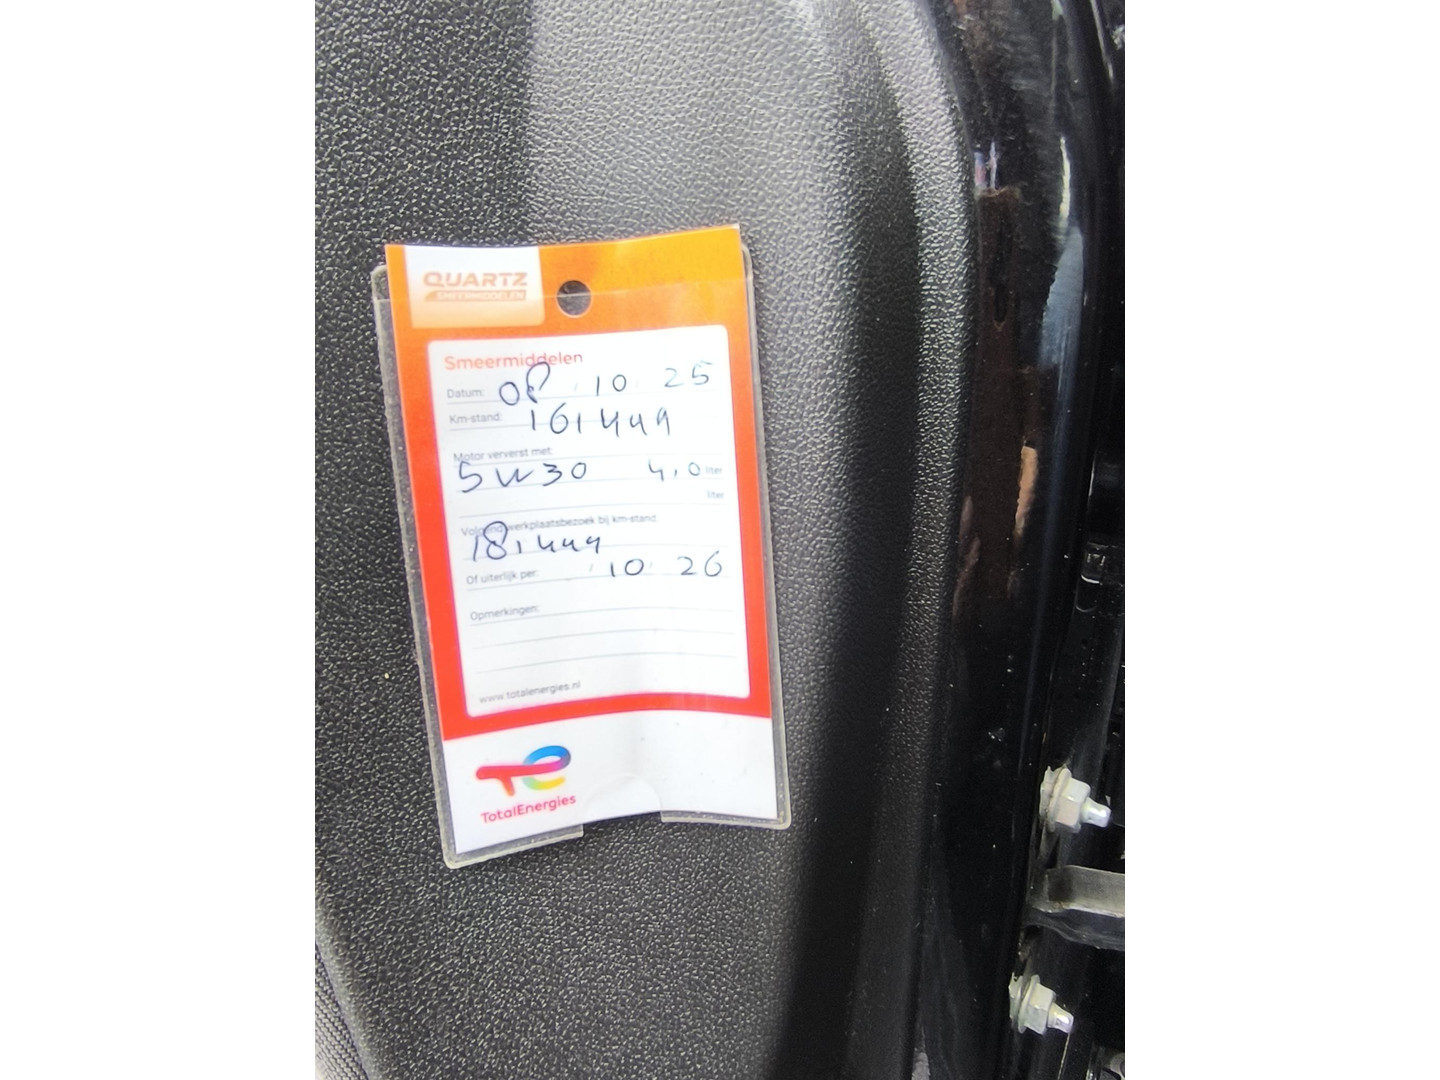 QUARTZ
SMEERMIDDELEN
Smeermiddelen
Datum: 08 10 25
Km-stand: 161449
Motor ververst met:
5W30 4,0 liter
liter
Volgend werkplaatsbezoek bij km-stand
181449
Of uiterlijk per: 10 26
Opmerkingen:
www.totalenergies.nl
TotalEnergies